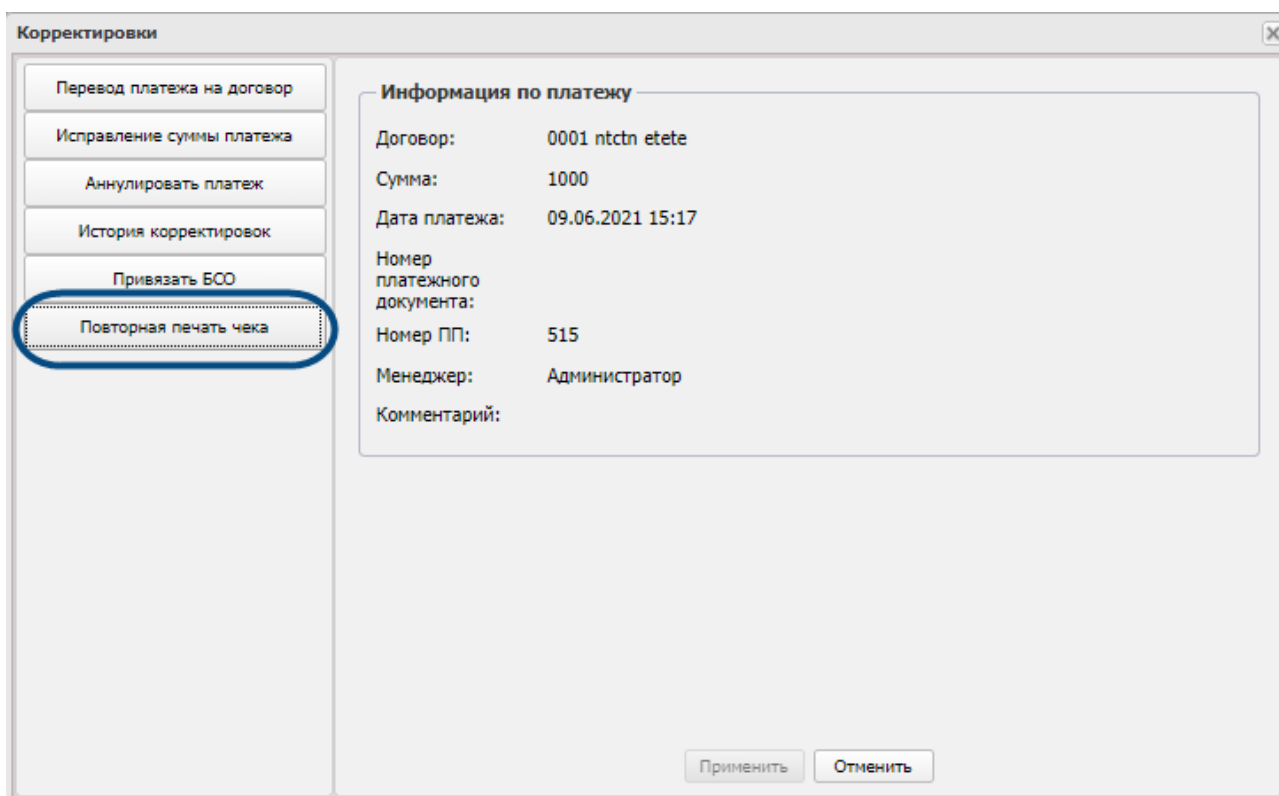 Корректировки
Перевод платежа на договор
Исправление суммы платежа
Аннулировать платеж
История корректировок
Привязать БСО
Повторная печать чека
Информация по платежу
Договор: 0001 ntctn etete
Сумма: 1000
Дата платежа: 09.06.2021 15:17
Номер
платежного
документа:
Номер ПП: 515
Менеджер: Администратор
Комментарий:
Применить Отменить